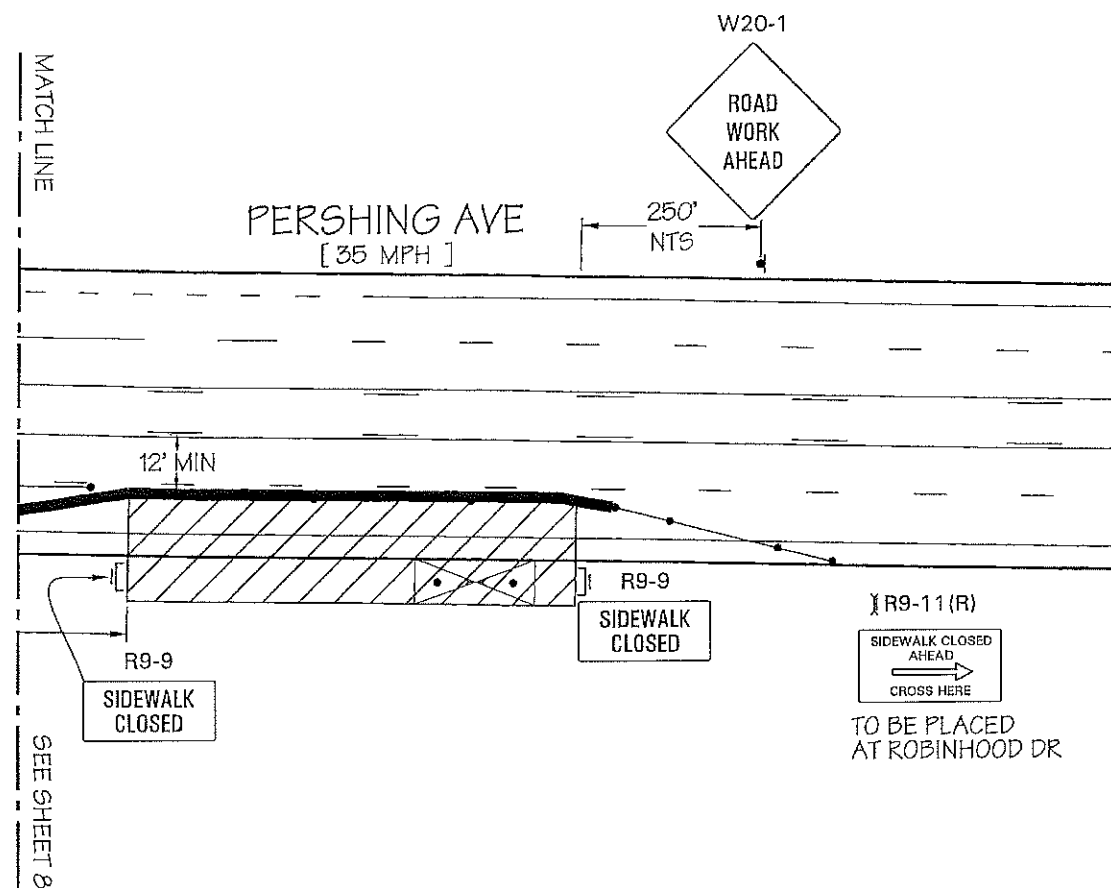 W20-1
ROAD
WORK
AHEAD
MATCH LINE
PERSHING AVE
[35 MPH ]
250'
NTS
12' MIN
R9-9
SIDEWALK
CLOSED
R9-11(R)
SIDEWALK CLOSED
AHEAD
CROSS HERE
TO BE PLACED
AT ROBINHOOD DR
R9-9
SIDEWALK
CLOSED
SEE SHEET 8